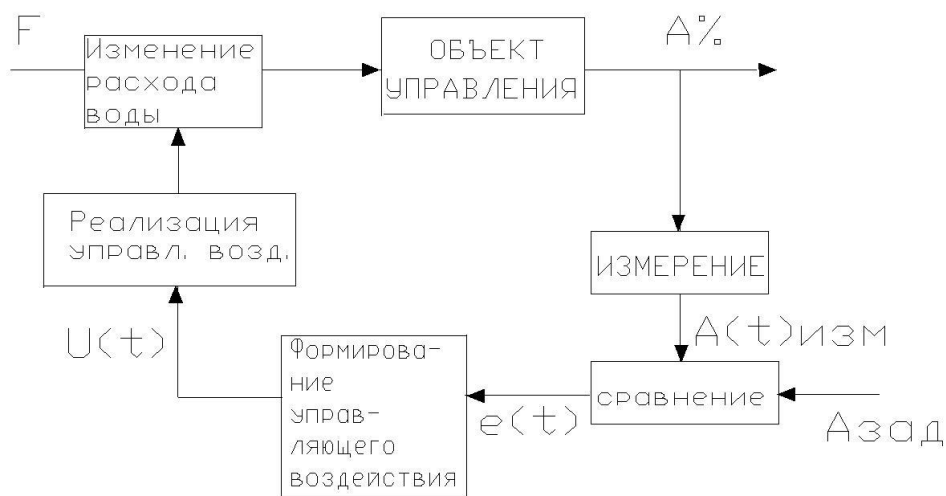 F
Изменение
расхода
воды
ОБЪЕКТ
УПРАВЛЕНИЯ
А%
Реализация
управл. возд.
ИЗМЕРЕНИЕ
U(t)
A(t)изм
Формирова-
ние
управ-
ляющего
воздействия
e(t)
сравнение
Азад